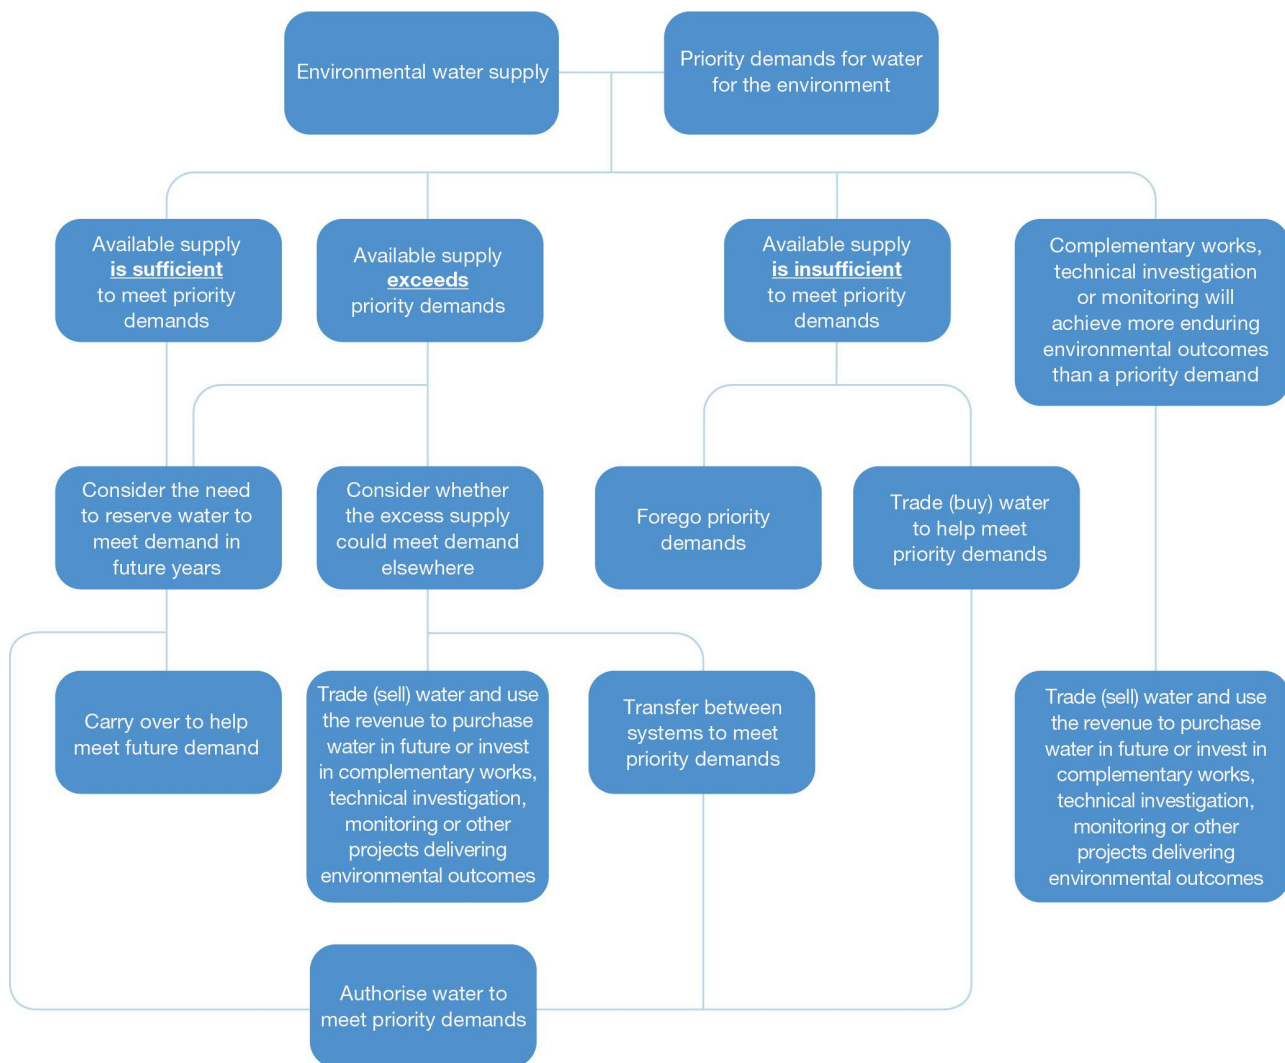 Environmental water supply
Priority demands for water
for the environment
Available supply
is sufficient
to meet priority
demands
Available supply
exceeds
priority demands
Available supply
is insufficient
to meet priority
demands
Complementary works,
technical investigation
or monitoring will
achieve more enduring
environmental outcomes
than a priority demand
Consider the need
to reserve water to
meet demand in
future years
Consider whether
the excess supply
could meet demand
elsewhere
Forego priority
demands
Trade (buy) water
to help meet
priority demands
Carry over to help
meet future demand
Trade (sell) water and use
the revenue to purchase
water in future or invest
in complementary works,
technical investigation,
monitoring or other
projects delivering
environmental outcomes
Transfer between
systems to meet
priority demands
Trade (sell) water and use
the revenue to purchase
water in future or invest in
complementary works,
technical investigation,
monitoring or other
projects delivering
environmental outcomes
Authorise water to
meet priority demands